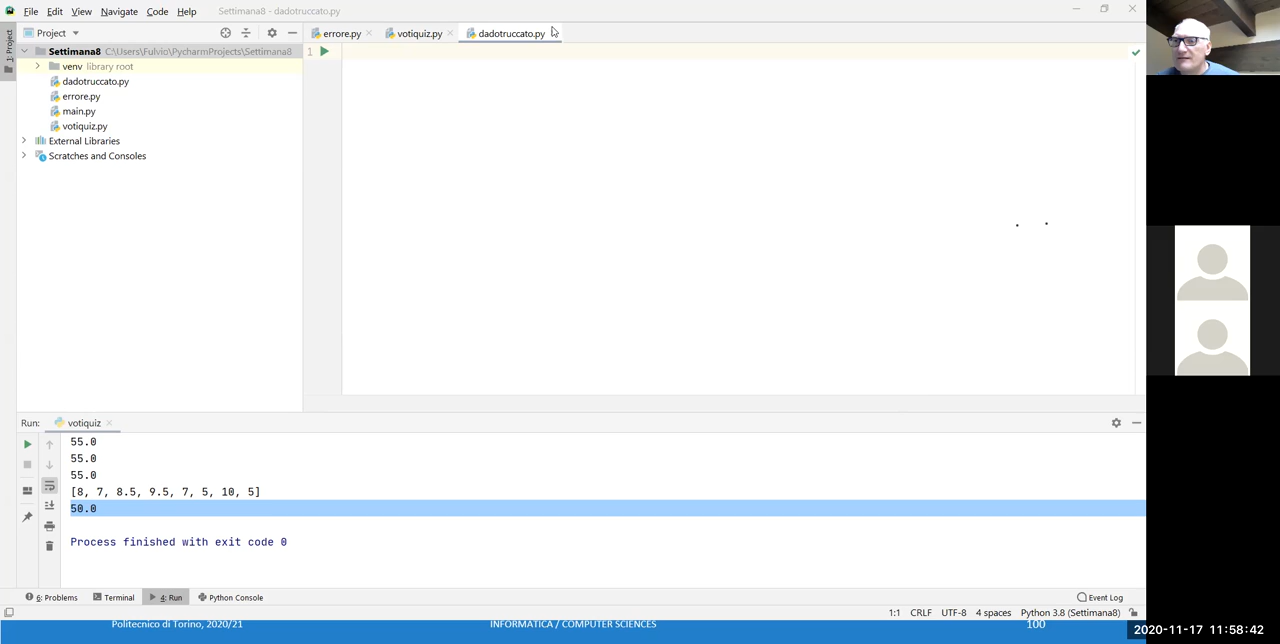 File Edit View Navigate Code Help Settimana8 - dadotruccato.py
1: Project
Project
errore.py
votiquiz.py
dadotruccato.py
Settimana8 C:\Users\Fulvio\PycharmProjects\Settimana8
1
venv library root
dadotruccato.py
errore.py
main.py
votiquiz.py
External Libraries
Scratches and Consoles
Run: votiquiz
55.0
55.0
55.0
[8, 7, 8.5, 9.5, 7, 5, 10, 5]
50.0
Process finished with exit code 0
6: Problems Terminal 4: Run Python Console Event Log
1:1 CRLF UTF-8 4 spaces Python 3.8 (Settimana8)
Politecnico di Torino, 2020/21 INFORMATICA / COMPUTER SCIENCES 100
2020-11-17 11:58:42